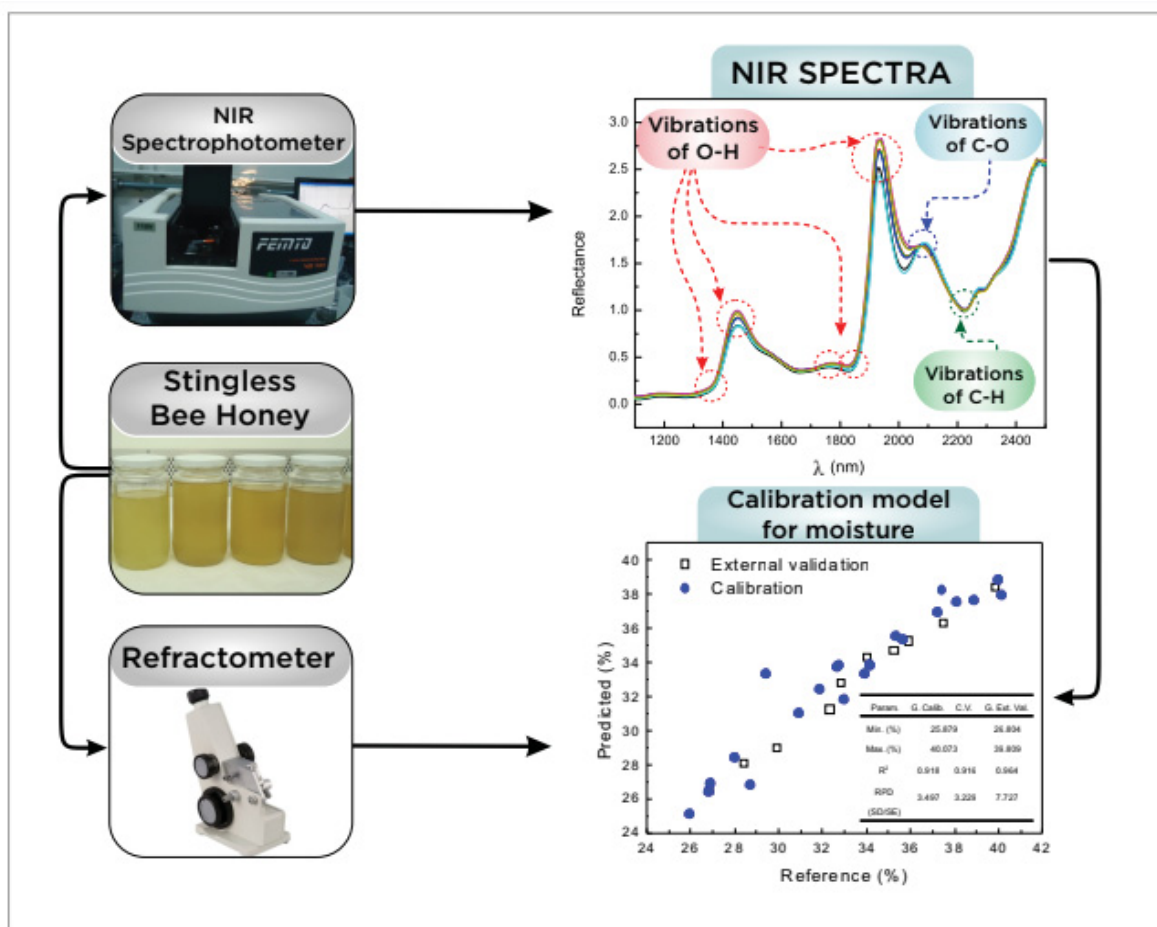 NIR
Spectrophotometer
FEMTO
Stingless
Bee Honey
Refractometer
NIR SPECTRA
Vibrations
of O-H
Vibrations
of C-O
Vibrations
of C-H
Reflectance
3.0
2.5
2.0
1.5
1.0
0.5
0.0
1200 1400 1600 1800 2000 2200 2400
λ (nm)
Calibration model
for moisture
External validation
Calibration
Predicted (%)
40
38
36
34
32
30
28
26
24
Param. G. Calib. C.V. G. Ext. Val.
Min. (%) 25.879 26.804
Max. (%) 40.073 39.809
R² 0.918 0.916 0.964
RPD
3.497 3.228 7.727
(SD/SE)
24 26 28 30 32 34 36 38 40 42
Reference (%)